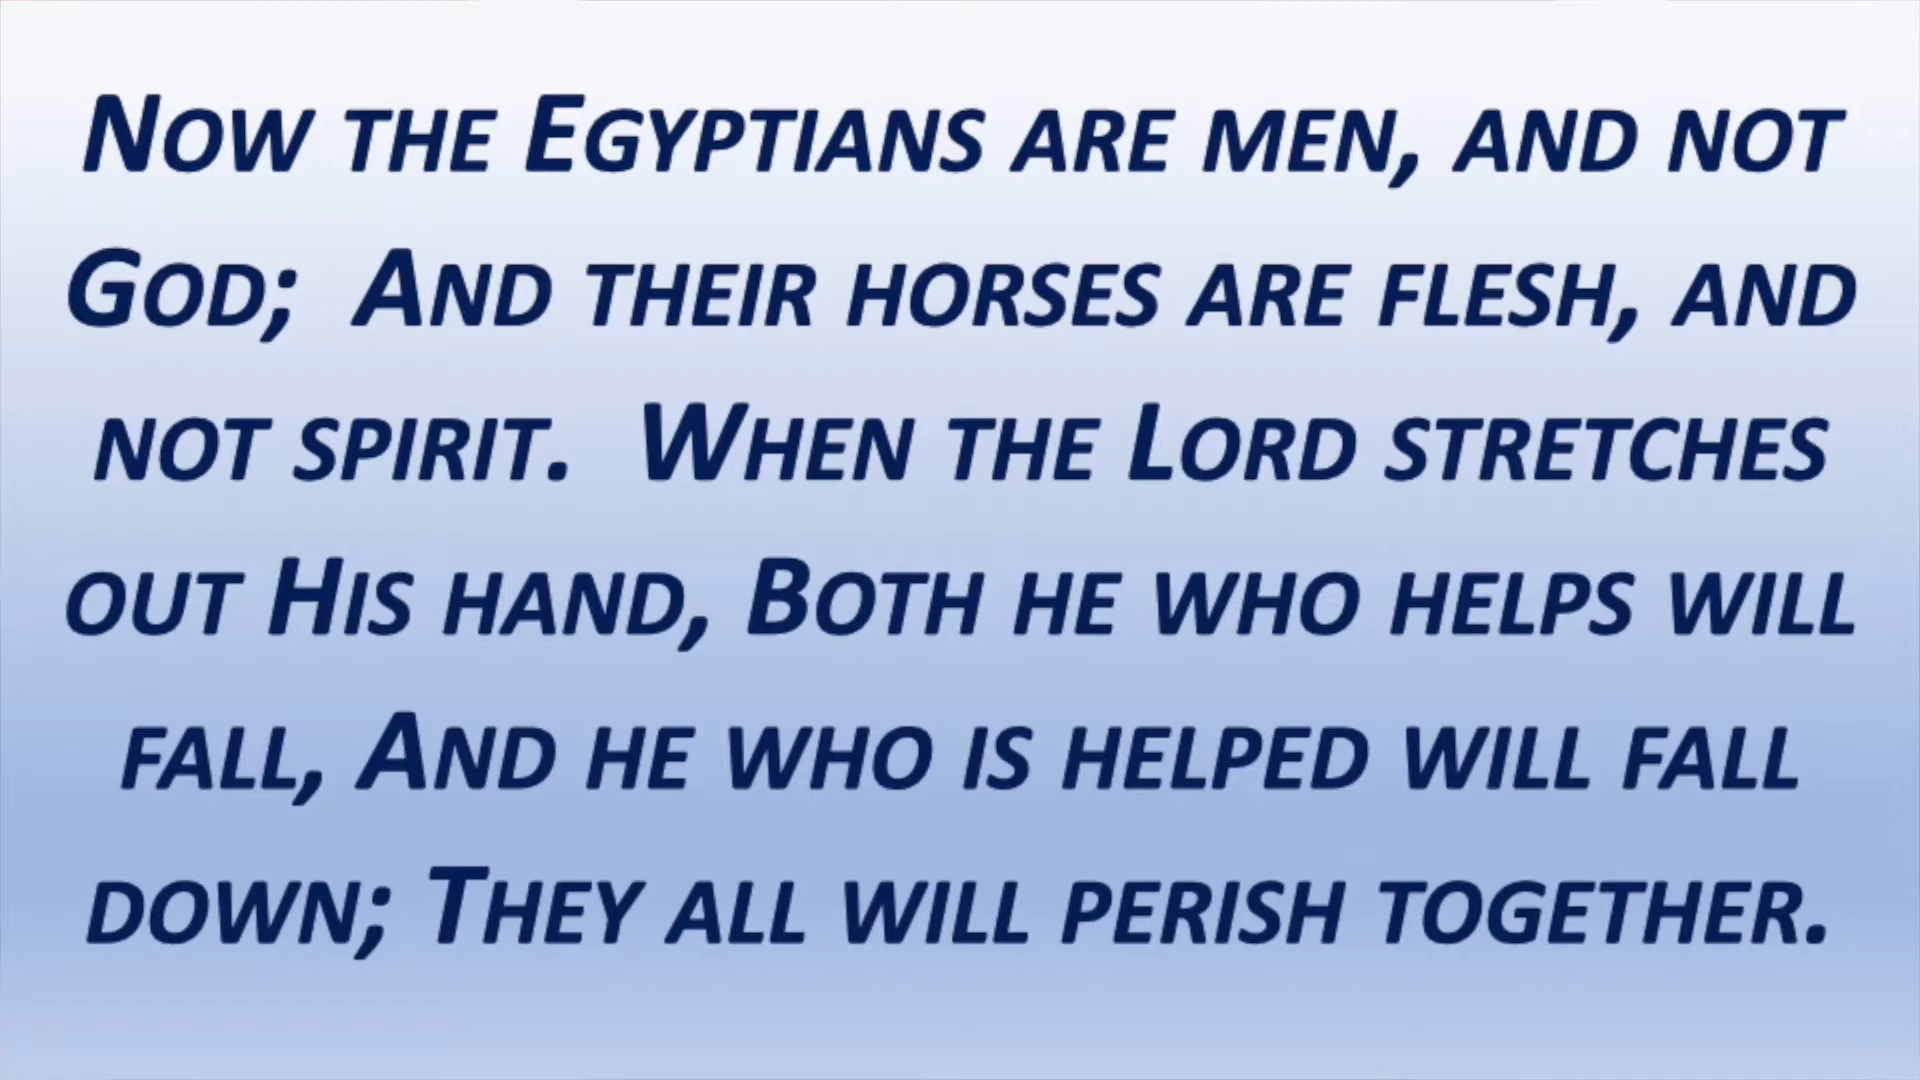 Now the Egyptians are men, and not
God;  And their horses are flesh, and
not spirit.  When the Lord stretches
out His hand, Both he who helps will
fall, And he who is helped will fall
down; They all will perish together.